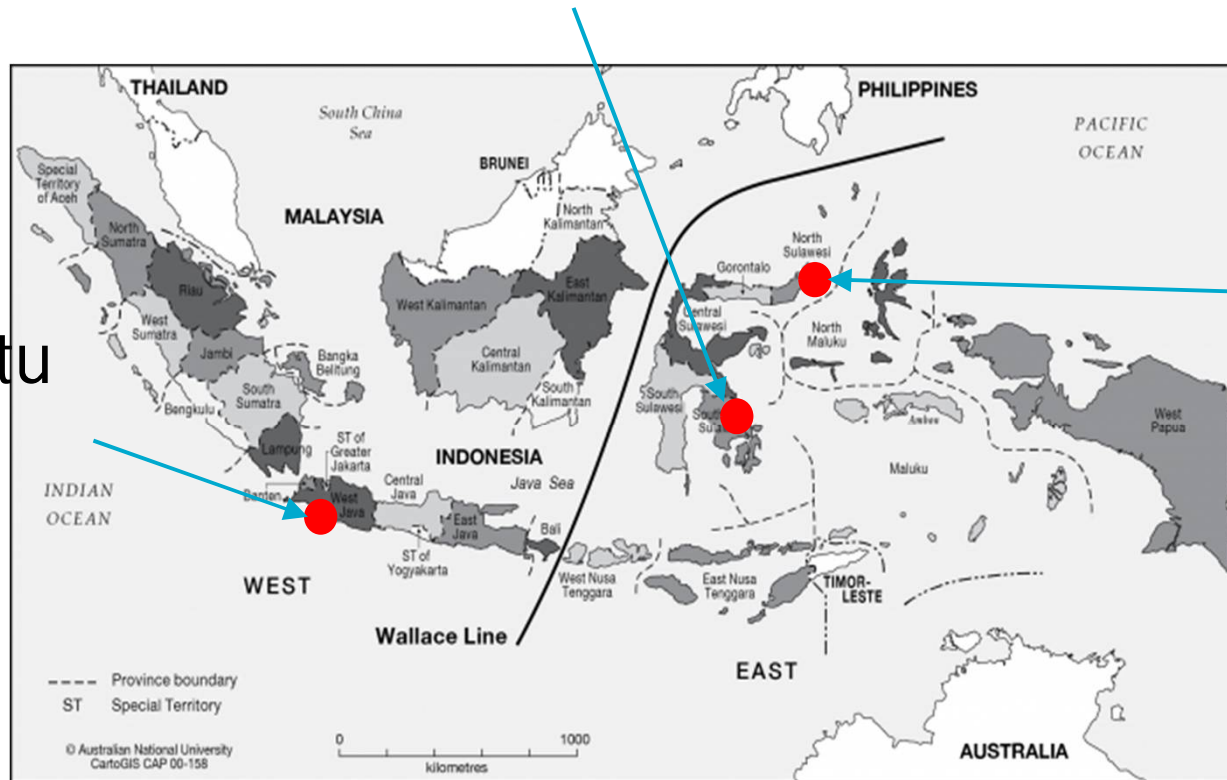 THAILAND
South China
Sea
PHILIPPINES
PACIFIC
OCEAN
Special
Territory
of Aceh
BRUNEI
MALAYSIA
North
Kalimantan
North
Sumatra
North
Sulawesi
Gorontalo
Riau
East
Kalimantan
West Kalimantan
Central
Sulawesi
West
Sumatra
North
Maluku
tu
Jambi
Bangka
Belitung
Central
Kalimantan
South
Sumatra
South
Kalimantan
South
Sulawesi
Bengkulu
Ambon
West
Papua
Lampung
ST of
Greater
Jakarta
INDONESIA
Maluku
Java Sea
INDIAN
OCEAN
Banten
West
Java
Central
Java
East
Java
Bali
ST of
Yogyakarta
WEST
West Nusa
Tenggara
East Nusa
Tenggara
TIMOR-
LESTE
Wallace Line
EAST
Province boundary
ST Special Territory
© Australian National University
CartoGIS CAP 00-158
0 1000
kilometres
AUSTRALIA